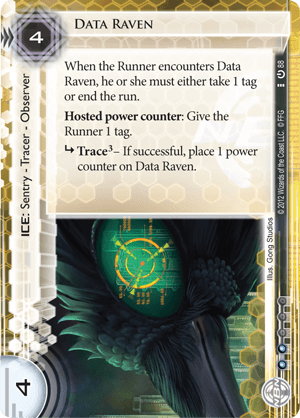 4
DATA RAVEN
When the Runner encounters Data
Raven, he or she must either take 1 tag
or end the run.
Hosted power counter: Give the
Runner 1 tag.
Trace³– If successful, place 1 power
counter on Data Raven.
ICE: Sentry - Tracer - Observer
88
© 2012 Wizards of the Coast LLC. © FFG
Illus. Gong Studios
4